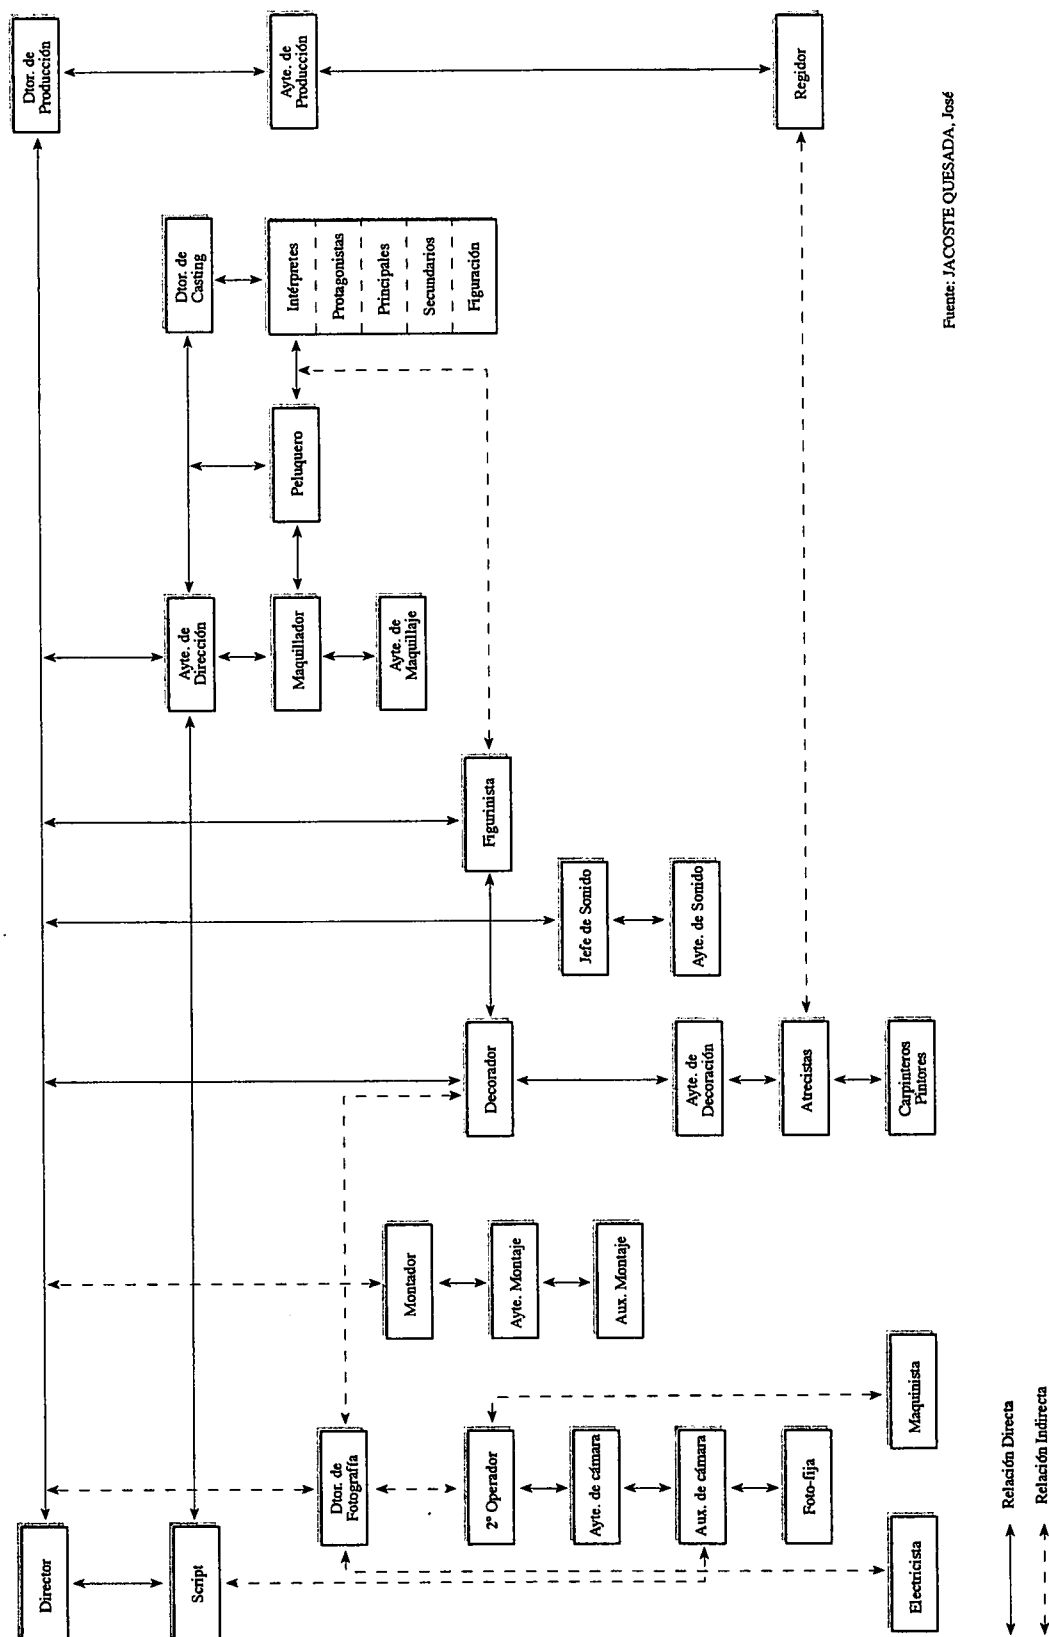 Director
Script
Dtor. de
Fotografía
2º Operador
Ayte. de cámara
Aux. de cámara
Foto-fija
Electricista
Maquinista
Montador
Ayte. Montaje
Aux. Montaje
Decorador
Ayte. de
Decoración
Atrecistas
Carpinteros
Pintores
Jefe de Sonido
Ayte. de Sonido
Figurinista
Ayte. de
Dirección
Maquillador
Ayte. de
Maquillaje
Peluquero
Dtor. de
Casting
Intérpretes
Protagonistas
Principales
Secundarios
Figuración
Dtor. de
Producción
Ayte. de
Producción
Regidor
Relación Directa
Relación Indirecta
Fuente: JACOSTE QUESADA, José